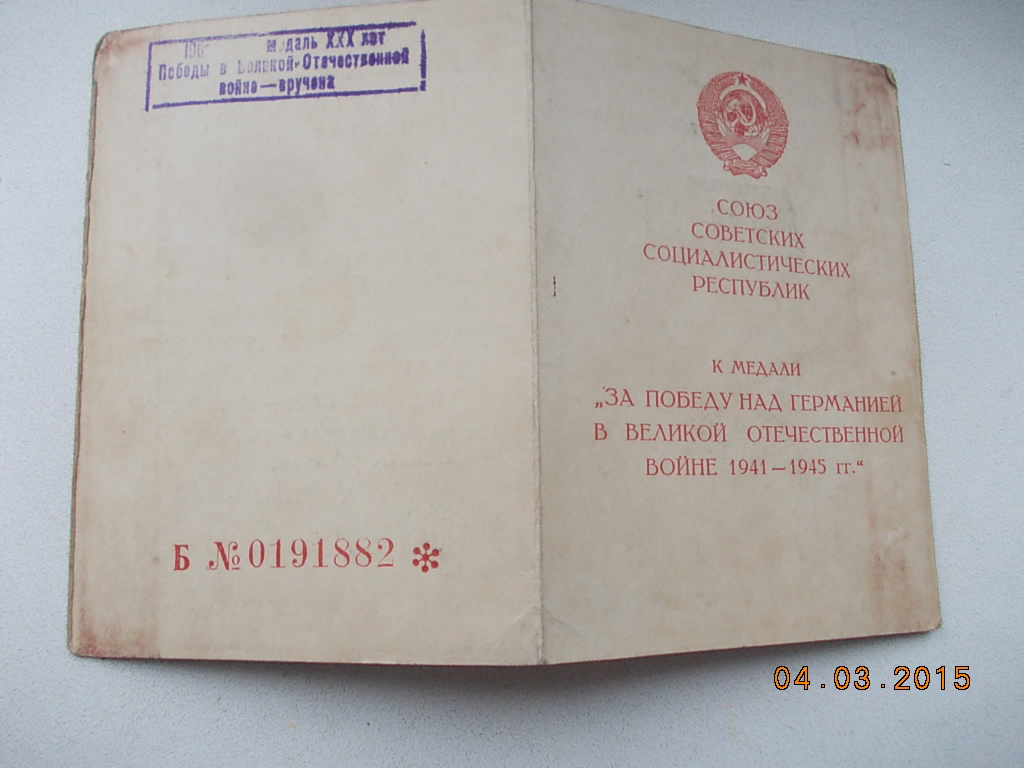 медаль XXX лет
Победы в Великой Отечественной
война—вручена
Б №0191882 *
СОЮЗ
СОВЕТСКИХ
СОЦИАЛИСТИЧЕСКИХ
РЕСПУБЛИК
К МЕДАЛИ
„ЗА ПОБЕДУ НАД ГЕРМАНИЕЙ
В ВЕЛИКОЙ ОТЕЧЕСТВЕННОЙ
ВОЙНЕ 1941—1945 гг.“
04.03.2015